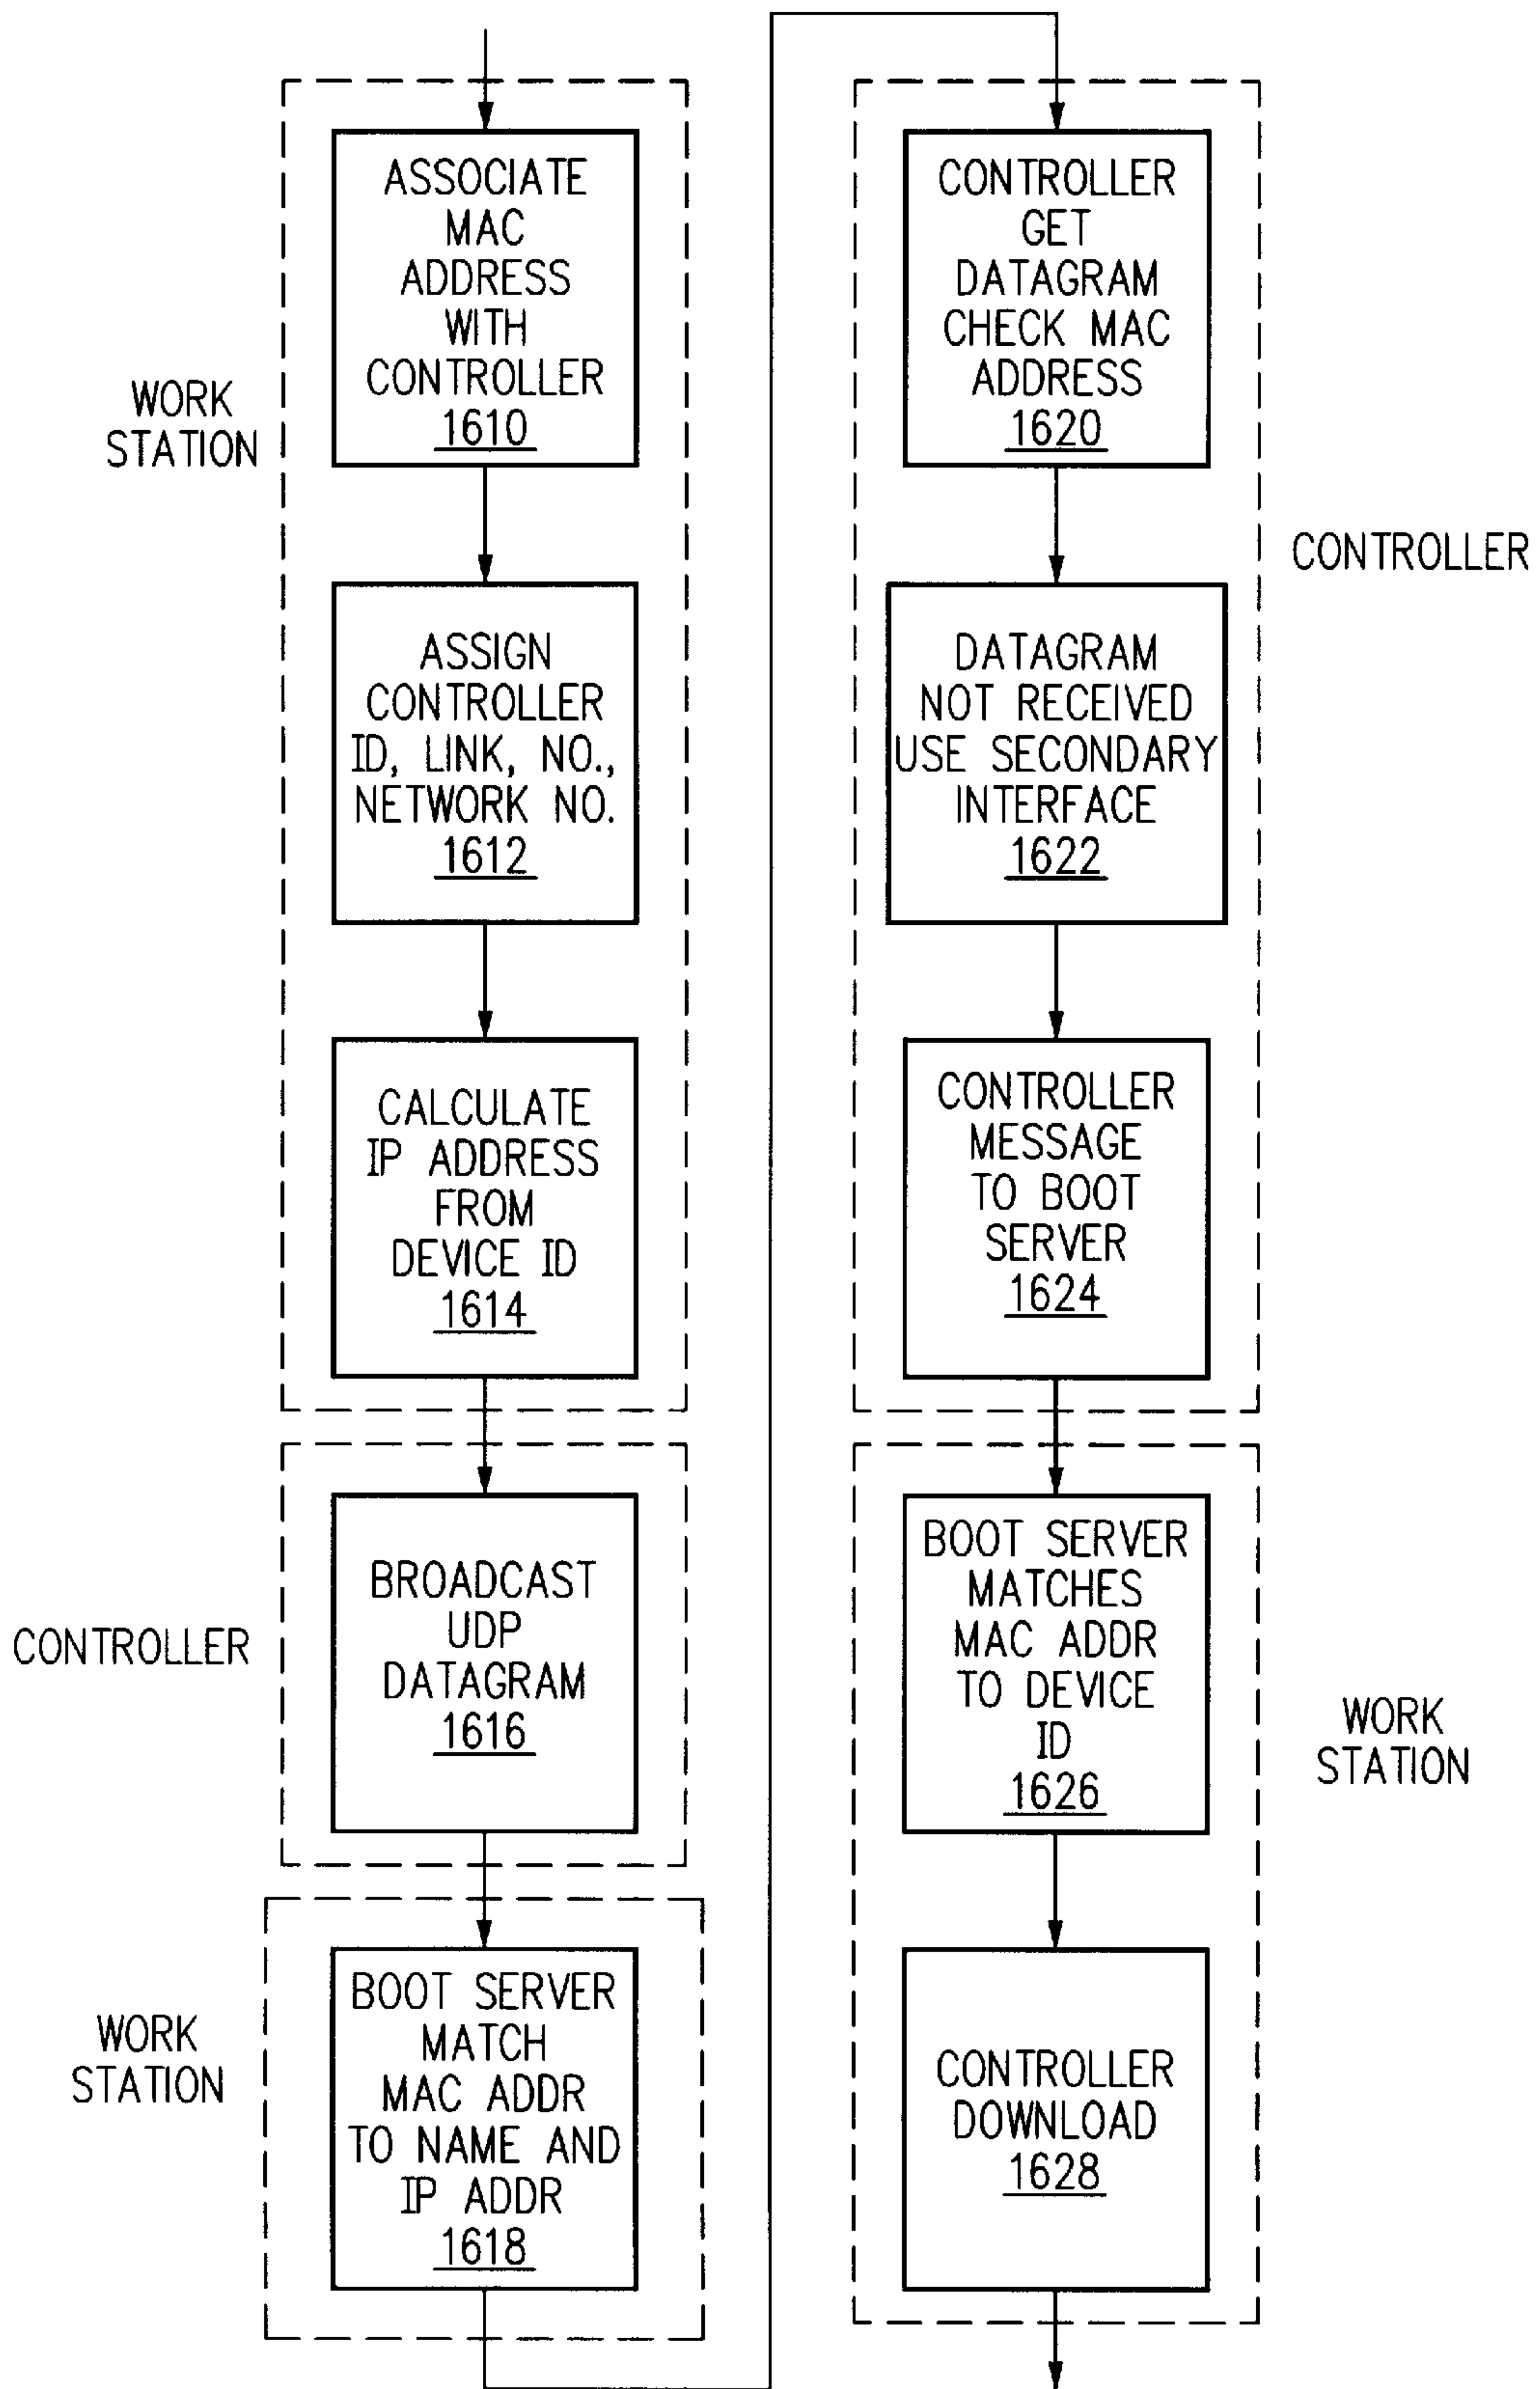 WORK
STATION
ASSOCIATE
MAC
ADDRESS
WITH
CONTROLLER
1610
ASSIGN
CONTROLLER
ID, LINK, NO.,
NETWORK NO.
1612
CALCULATE
IP ADDRESS
FROM
DEVICE ID
1614
CONTROLLER
BROADCAST
UDP
DATAGRAM
1616
WORK
STATION
BOOT SERVER
MATCH
MAC ADDR
TO NAME AND
IP ADDR
1618
CONTROLLER
GET
DATAGRAM
CHECK MAC
ADDRESS
1620
CONTROLLER
DATAGRAM
NOT RECEIVED
USE SECONDARY
INTERFACE
1622
CONTROLLER
MESSAGE
TO BOOT
SERVER
1624
BOOT SERVER
MATCHES
MAC ADDR
TO DEVICE
ID
1626
WORK
STATION
CONTROLLER
DOWNLOAD
1628